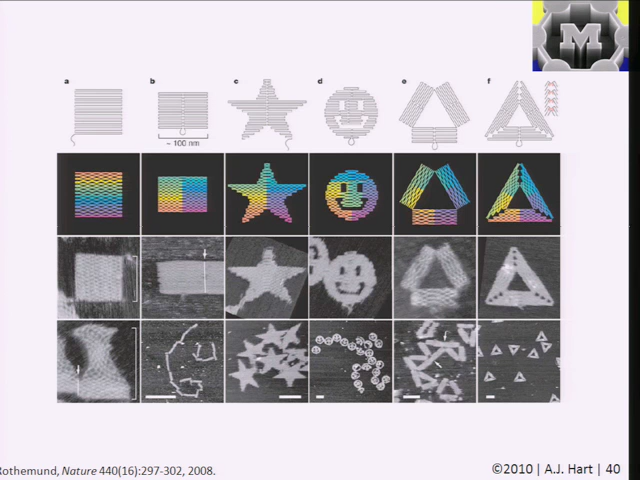 M
a b c d e f
~ 100 nm
Rothemund, Nature 440(16):297-302, 2008.
©2010 | A.J. Hart | 40